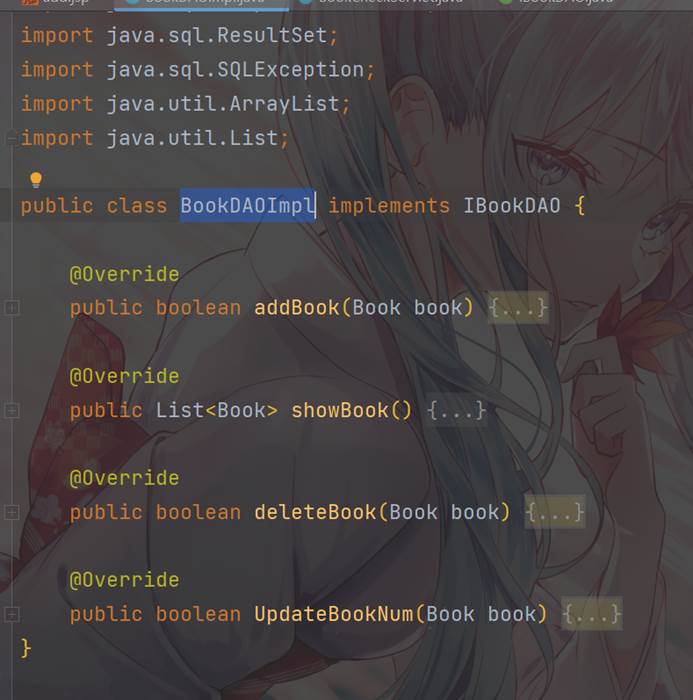 import java.sql.ResultSet;
import java.sql.SQLException;
import java.util.ArrayList;
import java.util.List;
public class BookDAOImpl implements IBookDAO {
@Override
public boolean addBook(Book book) {...}
@Override
public List<Book> showBook() {...}
@Override
public boolean deleteBook(Book book) {...}
@Override
public boolean UpdateBookNum(Book book) {...}
}